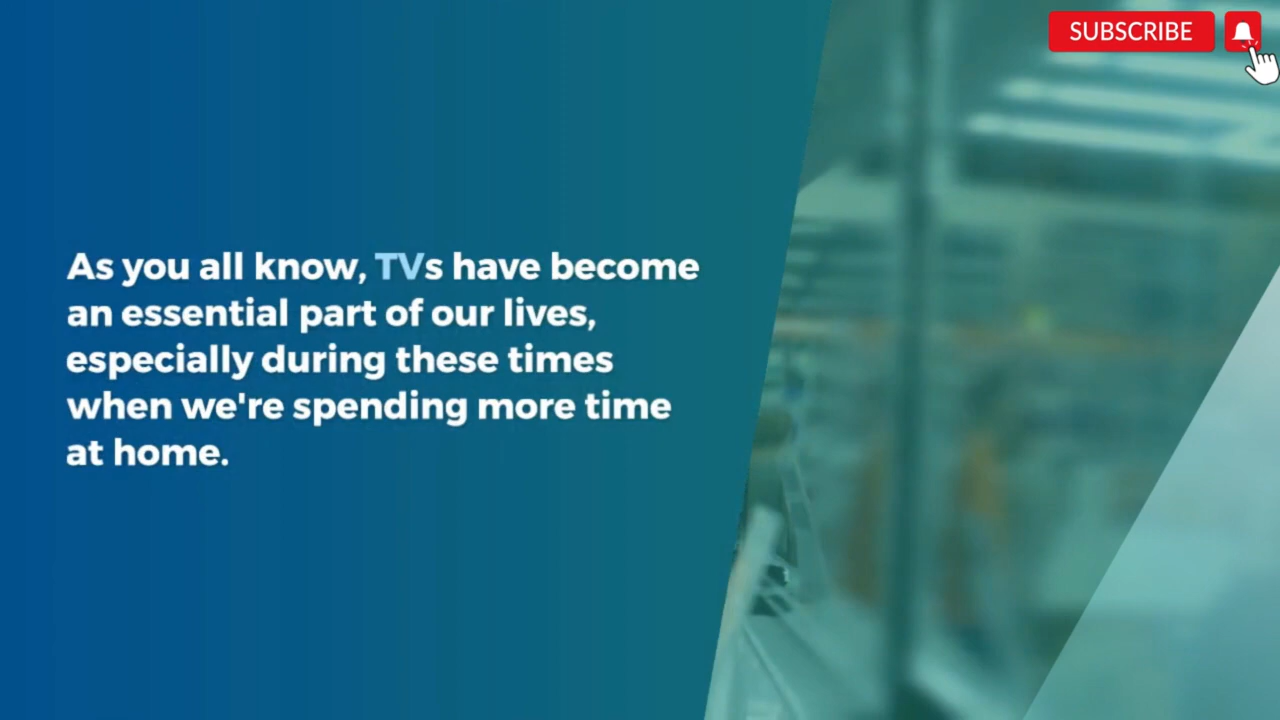 SUBSCRIBE
As you all know, TVs have become
an essential part of our lives,
especially during these times
when we're spending more time
at home.